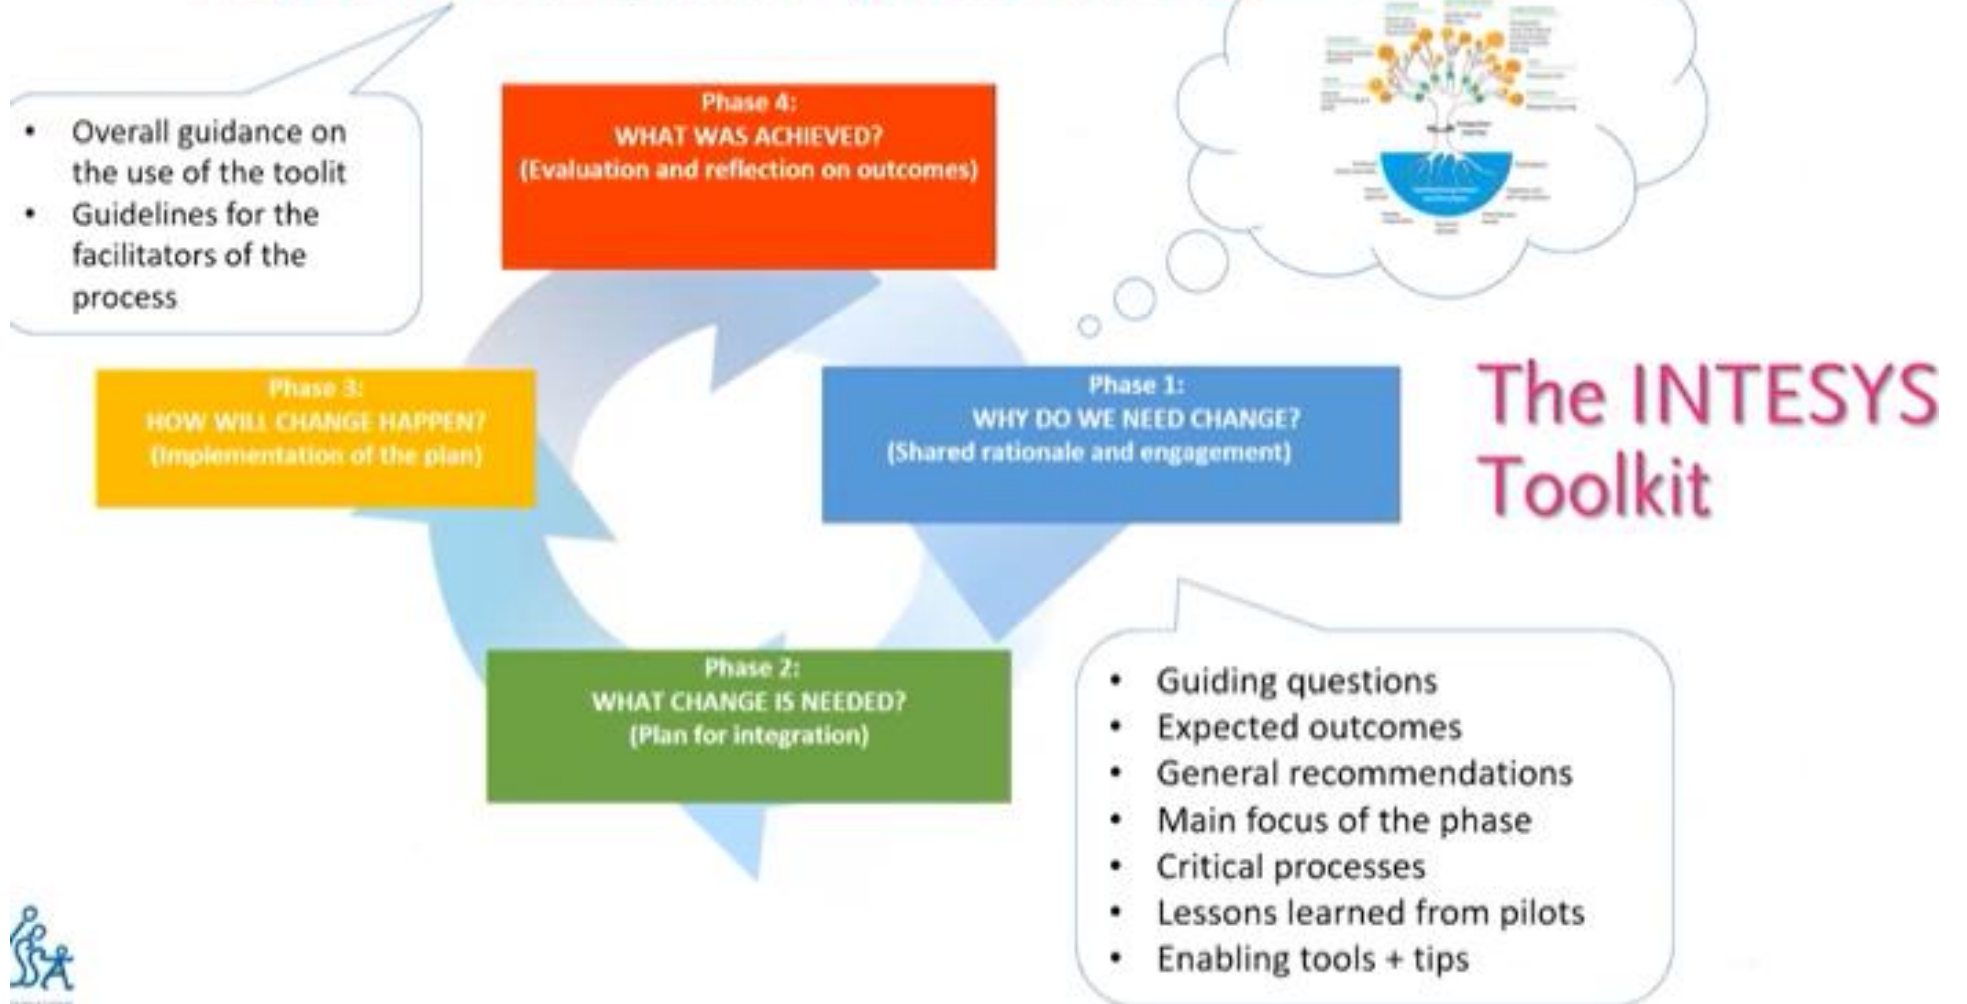 • Overall guidance on
the use of the toolit
• Guidelines for the
facilitators of the
process
Phase 4:
WHAT WAS ACHIEVED?
(Evaluation and reflection on outcomes)
Phase 3:
HOW WILL CHANGE HAPPEN?
(Implementation of the plan)
Phase 1:
WHY DO WE NEED CHANGE?
(Shared rationale and engagement)
The INTESYS
Toolkit
Phase 2:
WHAT CHANGE IS NEEDED?
(Plan for integration)
• Guiding questions
• Expected outcomes
• General recommendations
• Main focus of the phase
• Critical processes
• Lessons learned from pilots
• Enabling tools + tips